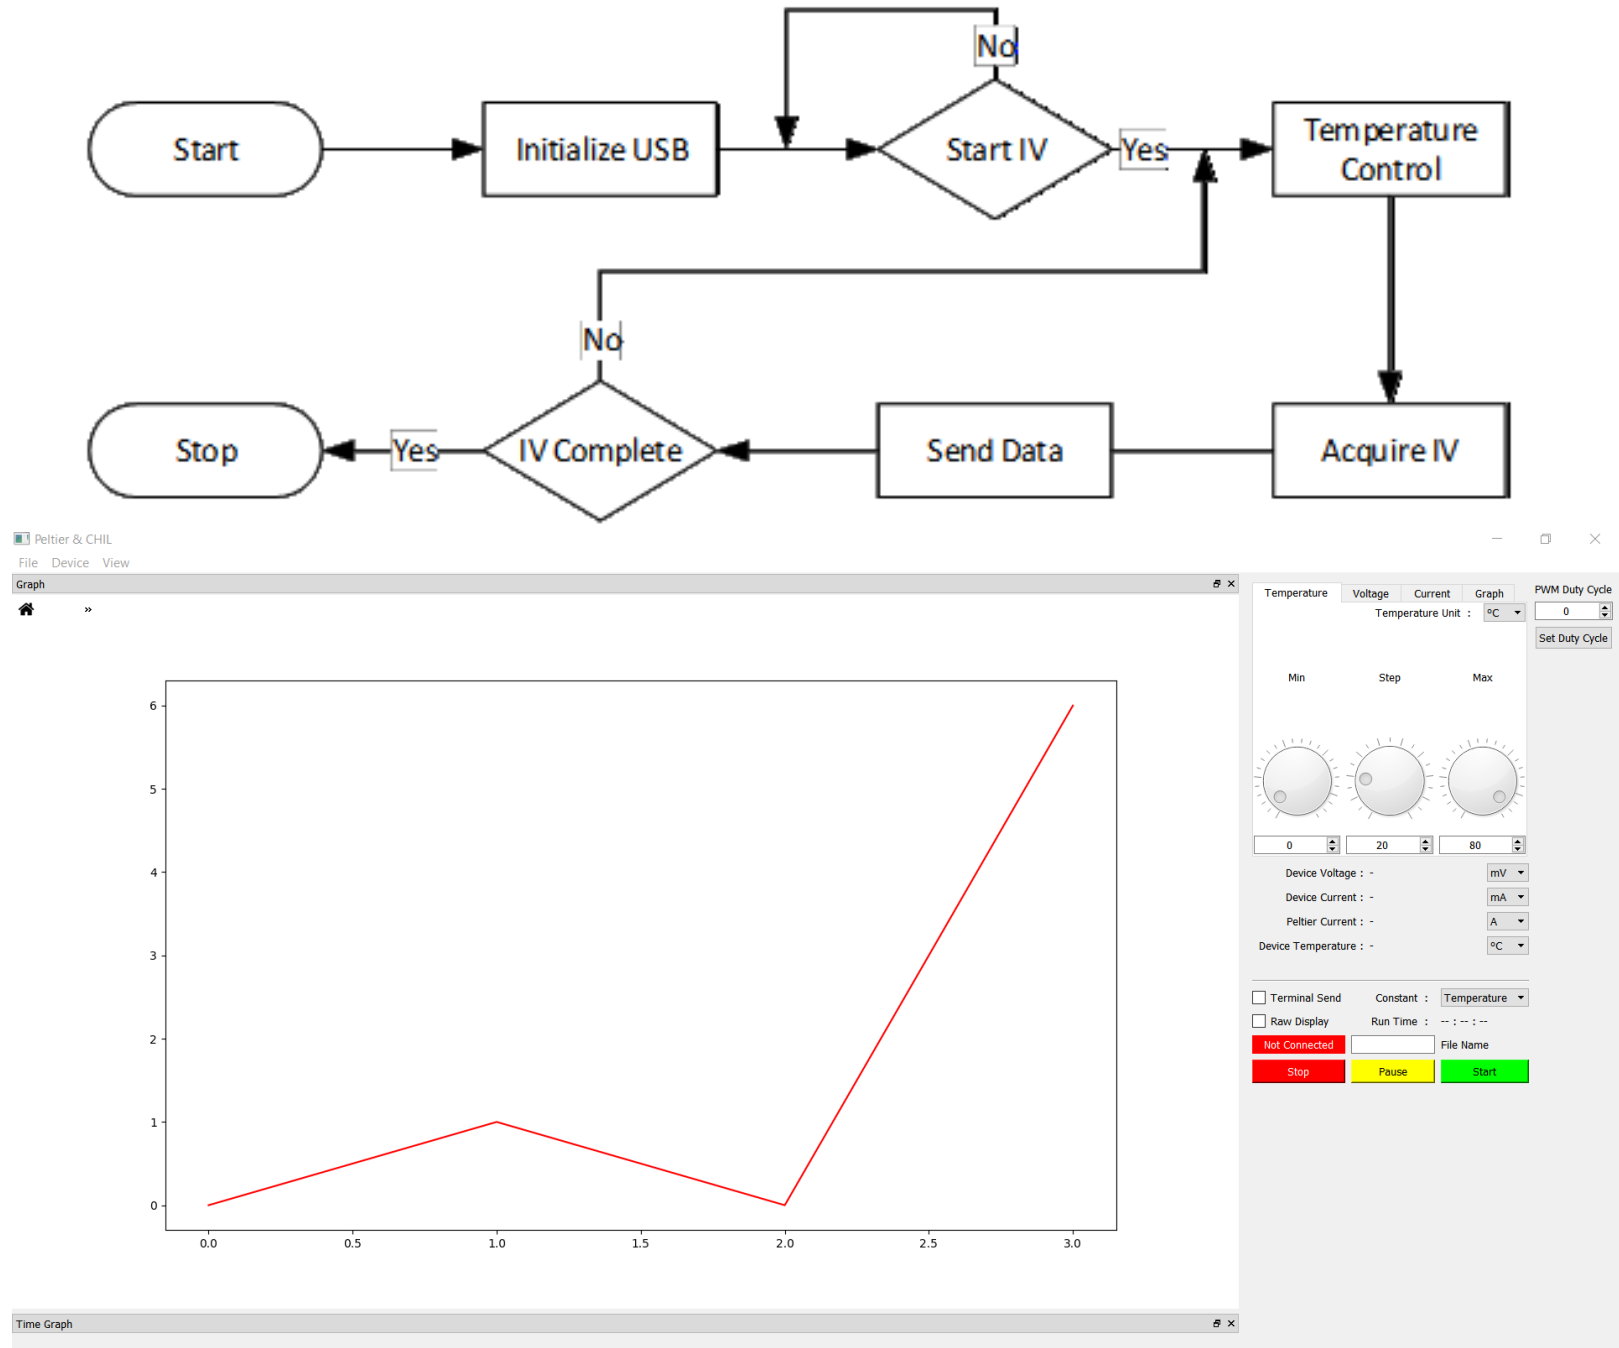 No
Start
Initialize USB
Start IV
Yes
Temperature
Control
No
Stop
Yes
IV Complete
Send Data
Acquire IV
Peltier & CHIL
File Device View
Graph
»
6
5
4
3
2
1
0
0.0 0.5 1.0 1.5 2.0 2.5 3.0
Time Graph
Temperature Voltage Current Graph
Temperature Unit : ºC
Min Step Max
0 20 80
Device Voltage : - mV
Device Current : - mA
Peltier Current : - A
Device Temperature : - ºC
Terminal Send Constant : Temperature
Raw Display Run Time : -- : -- : --
Not Connected File Name
Stop Pause Start
PWM Duty Cycle
0
Set Duty Cycle